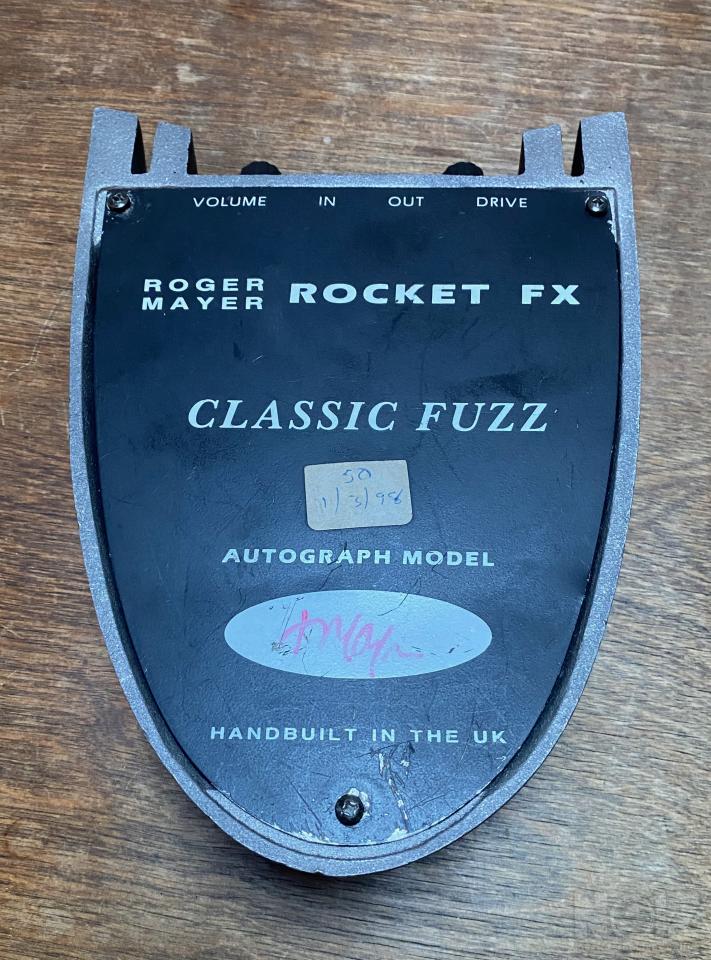 VOLUME IN OUT DRIVE
ROGER MAYER ROCKET FX
CLASSIC FUZZ
50
11/3/98
AUTOGRAPH MODEL
HANDBUILT IN THE UK